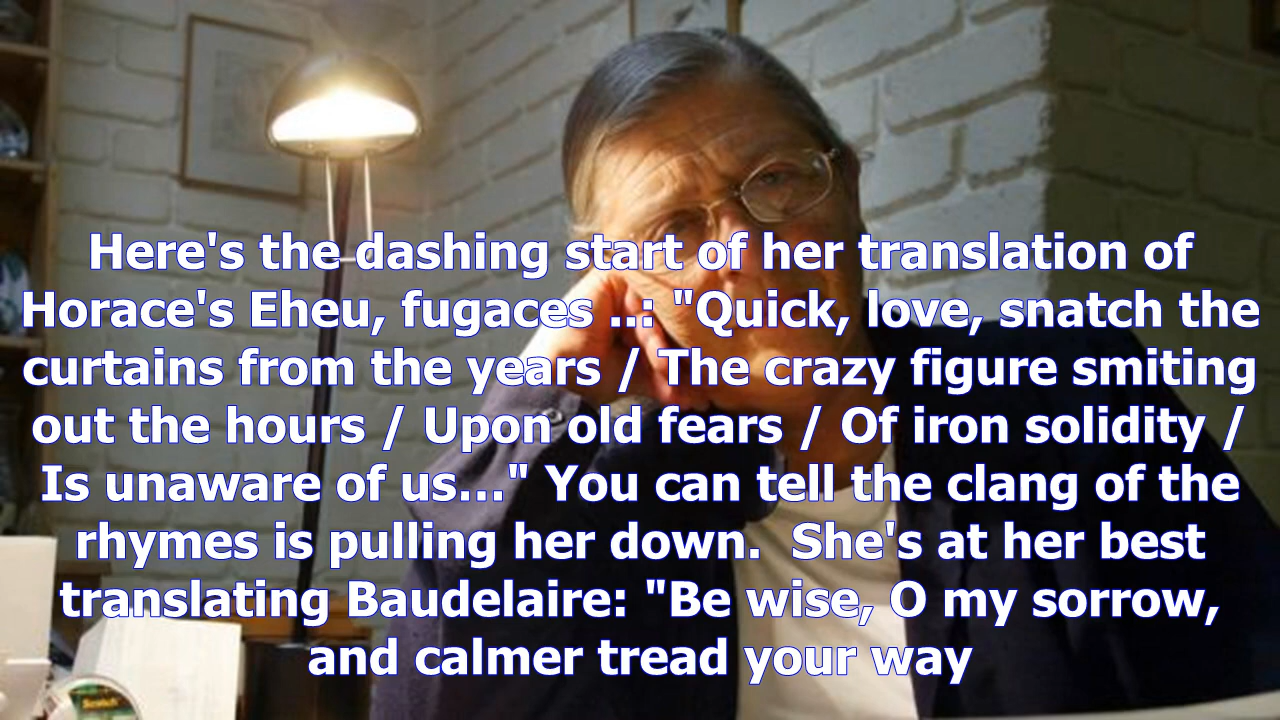 Here's the dashing start of her translation of
Horace's Eheu, fugaces ..: "Quick, love, snatch the
curtains from the years / The crazy figure smiting
out the hours / Upon old fears / Of iron solidity /
Is unaware of us…" You can tell the clang of the
rhymes is pulling her down.  She's at her best
translating Baudelaire: "Be wise, O my sorrow,
and calmer tread your way
Scotch